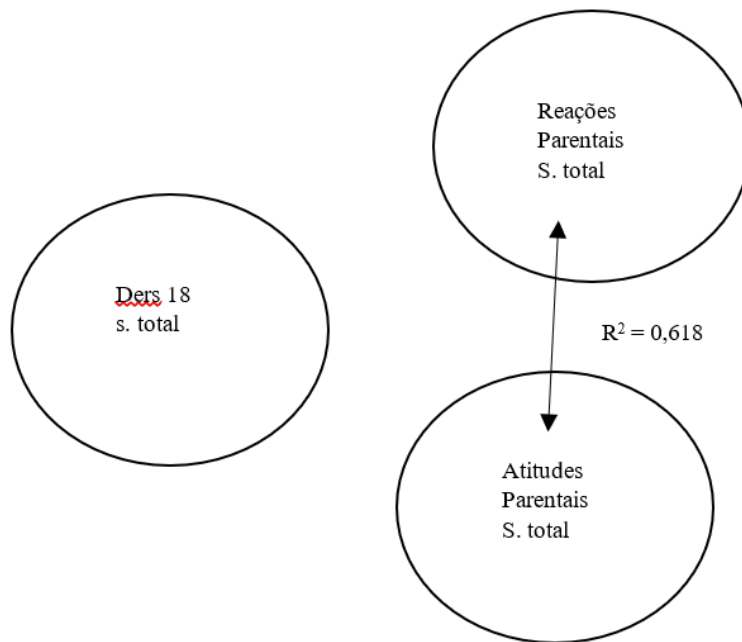 Reações
Parentais
S. total
Ders 18
s. total
R² = 0,618
Atitudes
Parentais
S. total